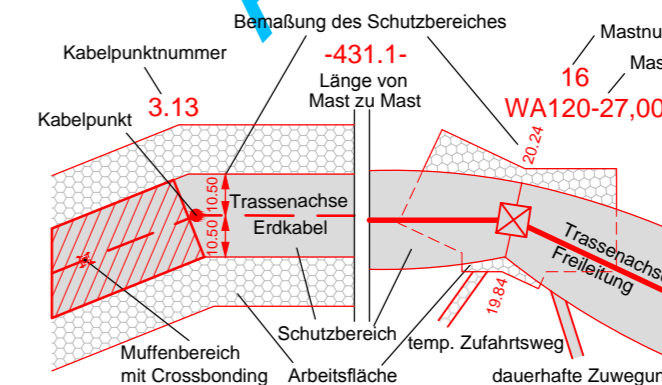 Bemaßung des Schutzbereiches
Mastnu
Kabelpunktnummer
-431.1-
Mas
Länge von
Mast zu Mast
16
3.13
WA120-27,00
Kabelpunkt
20.24
10.50
Trassenachse
Erdkabel
10.50
Trassenachse
Freileitung
19.84
Schutzbereich
temp. Zufahrtsweg
Muffenbereich
mit Crossbonding
Arbeitsfläche
dauerhafte Zuwegun